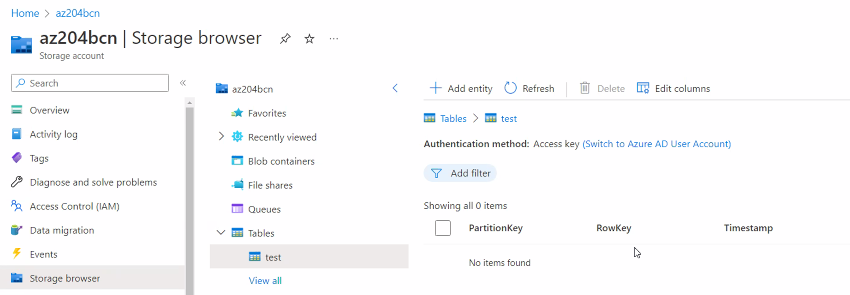 Home > az204bcn
az204bcn | Storage browser
Storage account
Search
Overview
Activity log
Tags
Diagnose and solve problems
Access Control (IAM)
Data migration
Events
Storage browser
az204bcn
Favorites
Recently viewed
Blob containers
File shares
Queues
Tables
test
View all
Add entity Refresh Delete Edit columns
Tables > test
Authentication method: Access key (Switch to Azure AD User Account)
Add filter
Showing all 0 items
PartitionKey RowKey Timestamp
No items found